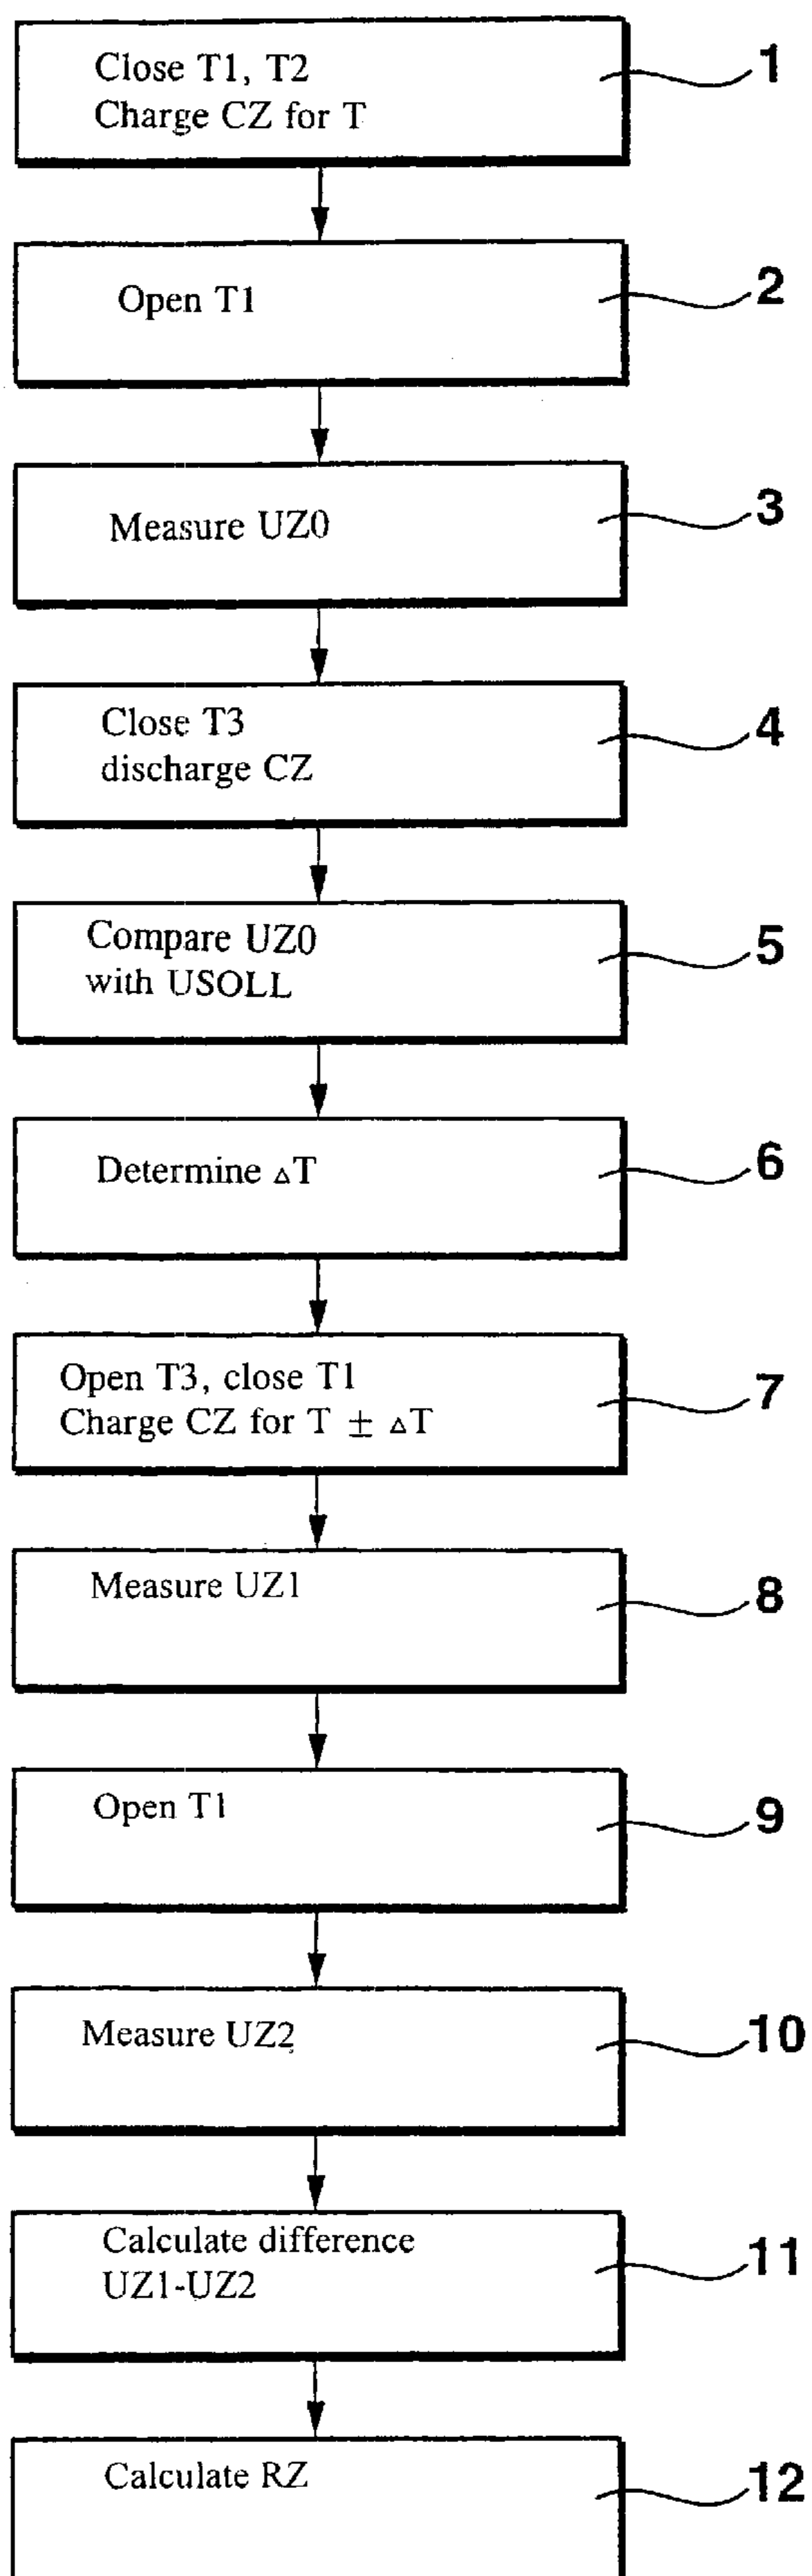 Close T1, T2
Charge CZ for T
1
Open T1
2
Measure UZ0
3
Close T3
discharge CZ
4
Compare UZ0
with USOLL
5
Determine △T
6
Open T3, close T1
Charge CZ for T ± △T
7
Measure UZ1
8
Open T1
9
Measure UZ2
10
Calculate difference
UZ1-UZ2
11
Calculate RZ
12